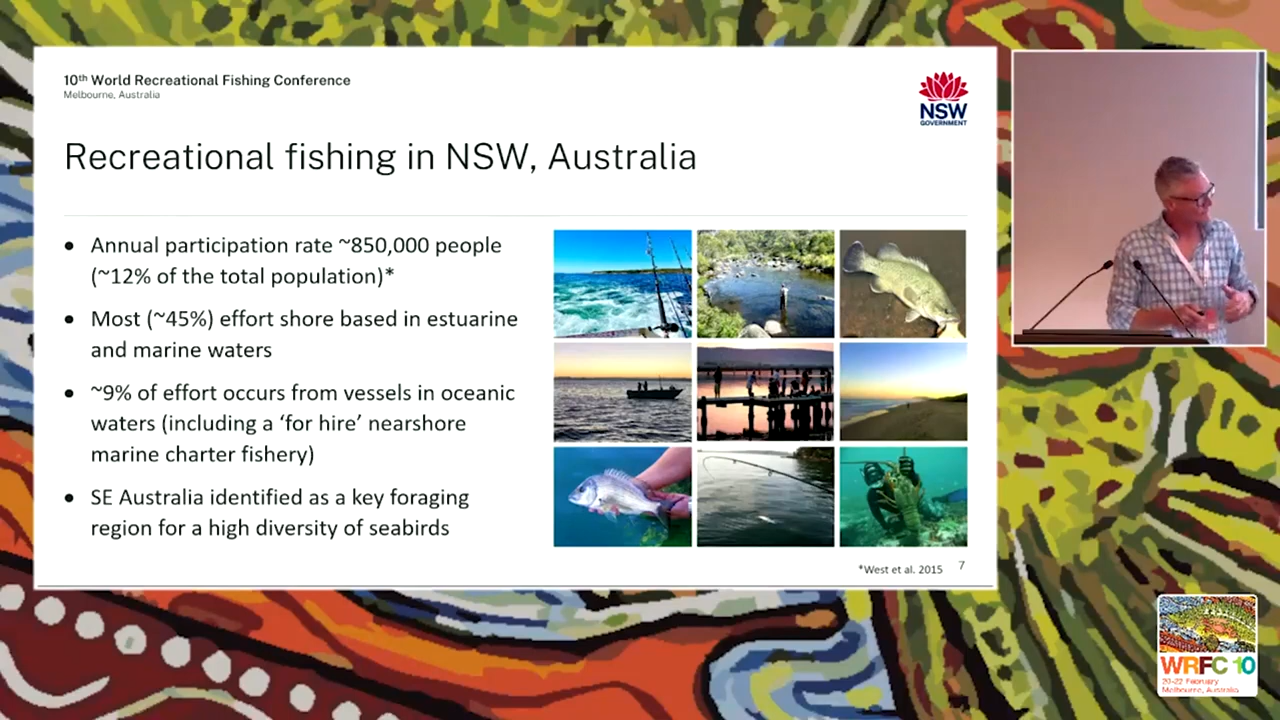 10th World Recreational Fishing Conference
Melbourne, Australia
NSW
GOVERNMENT
Recreational fishing in NSW, Australia
• Annual participation rate ~850,000 people
(~12% of the total population)*
• Most (~45%) effort shore based in estuarine
and marine waters
• ~9% of effort occurs from vessels in oceanic
waters (including a ‘for hire’ nearshore
marine charter fishery)
• SE Australia identified as a key foraging
region for a high diversity of seabirds
*West et al. 2015
7
WRFC 10
20-22 February
Melbourne, Australia